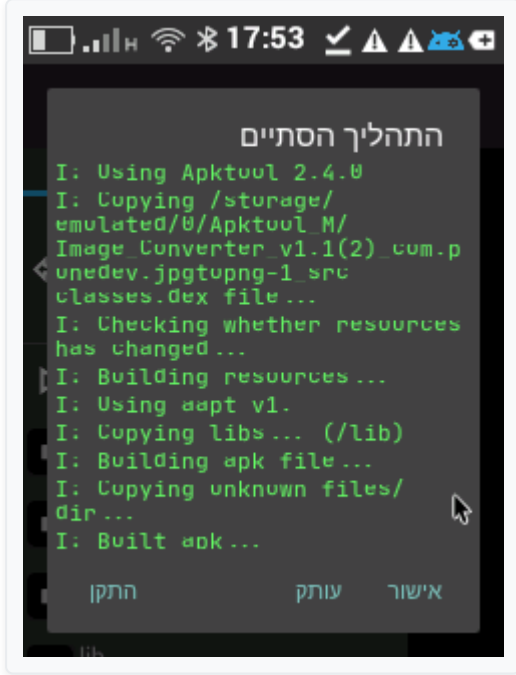 H 17:53
התהליך הסתיים
I: Using Apktool 2.4.0
I: Copying /storage/
emulated/0/Apktool_M/
Image_Converter_v1.1(2)_com.p
onedev.jpgtopng-1_src
classes.dex file...
I: Checking whether resources
has changed...
I: Building resources...
I: Using aapt v1.
I: Copying libs... (/lib)
I: Building apk file...
I: Copying unknown files/
dir...
I: Built apk...
אישור עותק התקן
lib